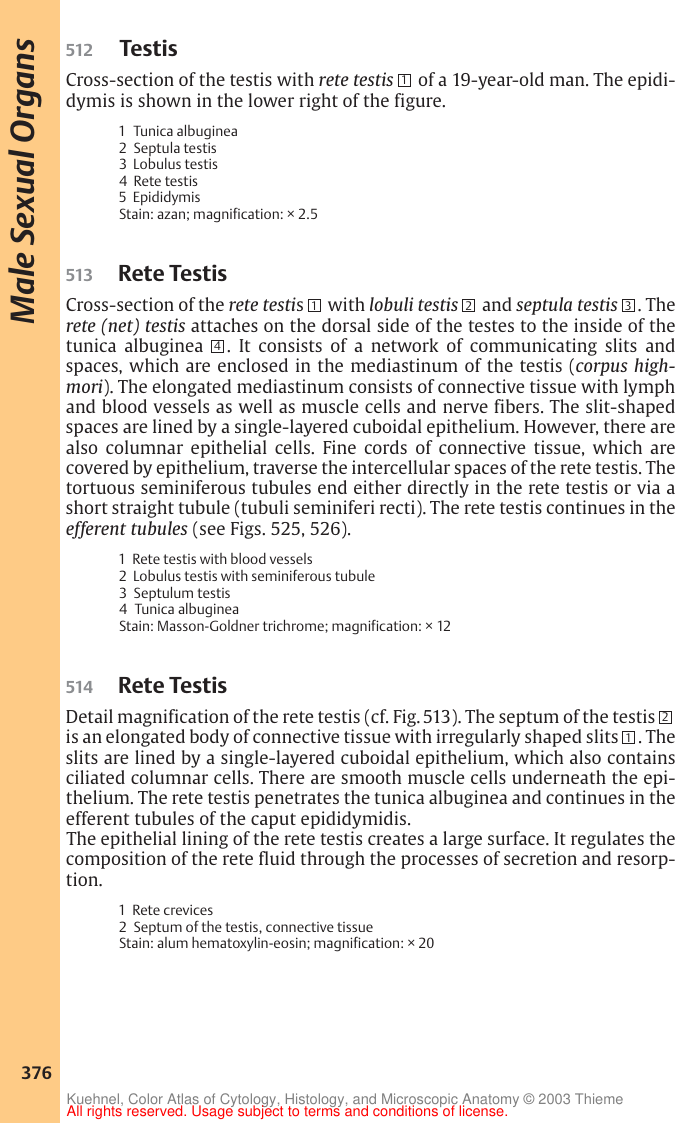 Male Sexual Organs
512 Testis
Cross-section of the testis with rete testis 1 of a 19-year-old man. The epidi-
dymis is shown in the lower right of the figure.
1 Tunica albuginea
2 Septula testis
3 Lobulus testis
4 Rete testis
5 Epididymis
Stain: azan; magnification: × 2.5
513 Rete Testis
Cross-section of the rete testis 1 with lobuli testis 2 and septula testis 3. The
rete (net) testis attaches on the dorsal side of the testes to the inside of the
tunica albuginea 4. It consists of a network of communicating slits and
spaces, which are enclosed in the mediastinum of the testis (corpus high-
mori). The elongated mediastinum consists of connective tissue with lymph
and blood vessels as well as muscle cells and nerve fibers. The slit-shaped
spaces are lined by a single-layered cuboidal epithelium. However, there are
also columnar epithelial cells. Fine cords of connective tissue, which are
covered by epithelium, traverse the intercellular spaces of the rete testis. The
tortuous seminiferous tubules end either directly in the rete testis or via a
short straight tubule (tubuli seminiferi recti). The rete testis continues in the
efferent tubules (see Figs. 525, 526).
1 Rete testis with blood vessels
2 Lobulus testis with seminiferous tubule
3 Septulum testis
4 Tunica albuginea
Stain: Masson-Goldner trichrome; magnification: × 12
514 Rete Testis
Detail magnification of the rete testis (cf. Fig. 513). The septum of the testis 2
is an elongated body of connective tissue with irregularly shaped slits 1. The
slits are lined by a single-layered cuboidal epithelium, which also contains
ciliated columnar cells. There are smooth muscle cells underneath the epi-
thelium. The rete testis penetrates the tunica albuginea and continues in the
efferent tubules of the caput epididymidis.
The epithelial lining of the rete testis creates a large surface. It regulates the
composition of the rete fluid through the processes of secretion and resorp-
tion.
1 Rete crevices
2 Septum of the testis, connective tissue
Stain: alum hematoxylin-eosin; magnification: × 20
376
Kuehnel, Color Atlas of Cytology, Histology, and Microscopic Anatomy © 2003 Thieme
All rights reserved. Usage subject to terms and conditions of license.